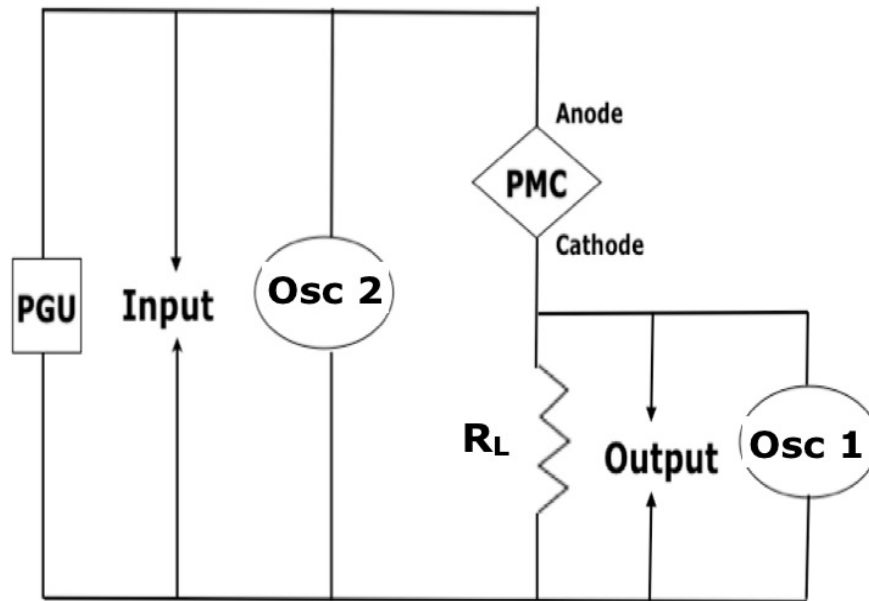 Anode
PMC
Cathode
PGU
Input
Osc 2
RL
Output
Osc 1